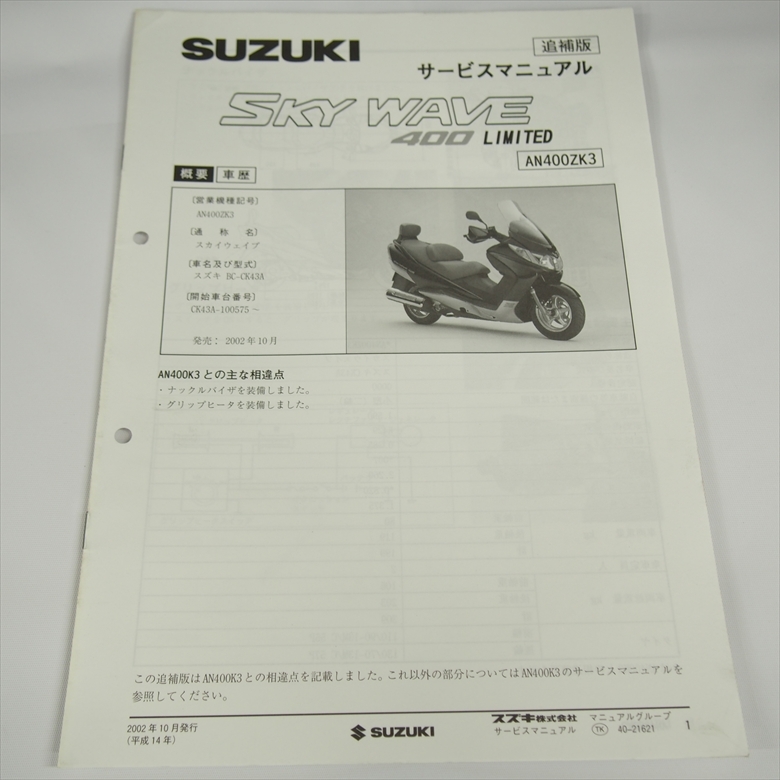 SUZUKI
追補版
サービスマニュアル
SKY WAVE
400 LIMITED
AN400ZK3
概要 車歴
〔営業機種記号〕
AN400ZK3
〔通称名〕
スカイウェイブ
〔車名及び型式〕
スズキ BC-CK43A
〔開始車台番号〕
CK43A-100575～
発売：2002年10月
AN400K3との主な相違点
・ナックルバイザを装備しました。
・グリップヒータを装備しました。
この追補版はAN400K3との相違点を記載しました。これ以外の部分についてはAN400K3のサービスマニュアルを
参照してください。
2002年10月発行
(平成14年)
SUZUKI
スズキ株式会社 マニュアルグループ
サービスマニュアル TK 40-21621
1